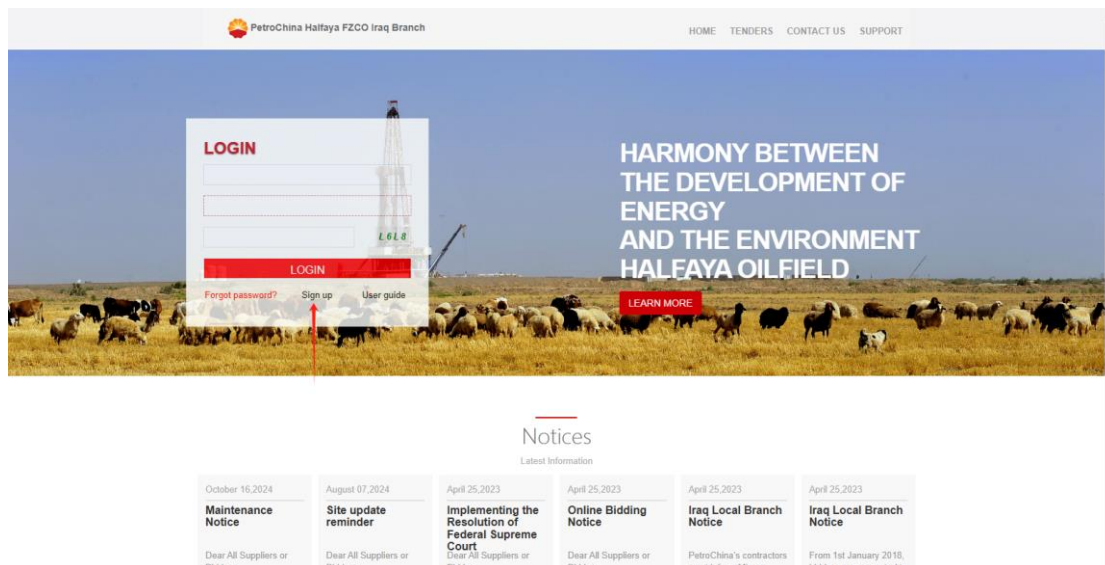 PetroChina Halfaya FZCO Iraq Branch
HOME TENDERS CONTACT US SUPPORT
LOGIN
L6L8
LOGIN
Forgot password? Sign up User guide
HARMONY BETWEEN
THE DEVELOPMENT OF
ENERGY
AND THE ENVIRONMENT
HALFAYA OILFIELD
LEARN MORE
Notices
Latest Information
October 16,2024
Maintenance
Notice
Dear All Suppliers or
August 07,2024
Site update
reminder
Dear All Suppliers or
April 25,2023
Implementing the
Resolution of
Federal Supreme
Court
Dear All Suppliers or
April 25,2023
Online Bidding
Notice
Dear All Suppliers or
April 25,2023
Iraq Local Branch
Notice
PetroChina's contractors
April 25,2023
Iraq Local Branch
Notice
From 1st January 2018,